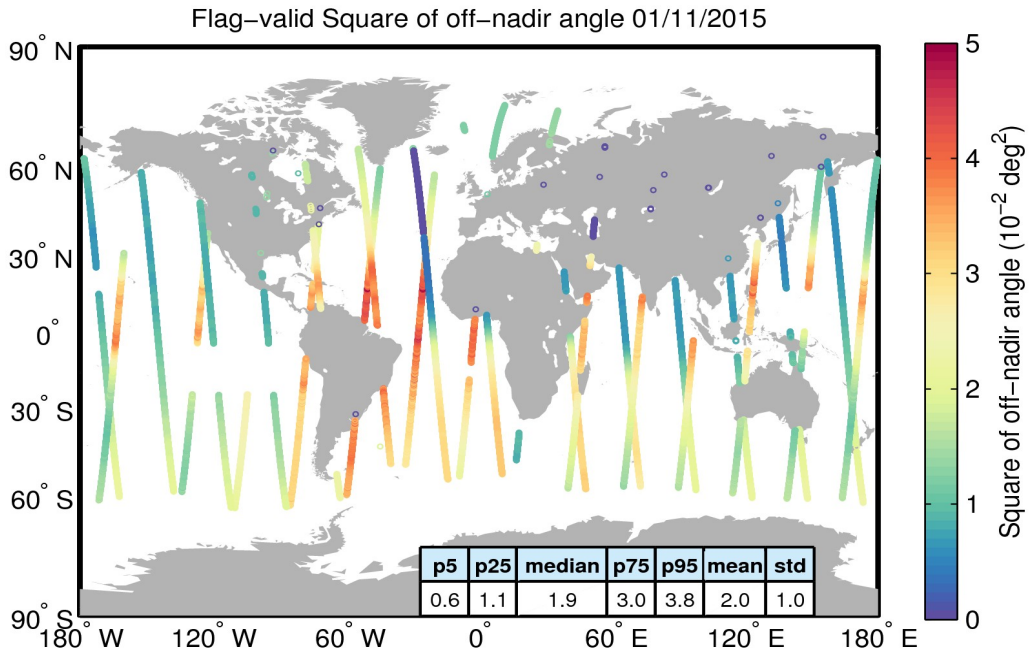 Flag−valid Square of off−nadir angle 01/11/2015
90° N
60° N
30° N
0°
30° S
60° S
90° S
180° W
120° W
60° W
0°
60° E
120° E
180° E
p5 p25 median p75 p95 mean std
0.6 1.1 1.9 3.0 3.8 2.0 1.0
5
4
3
2
1
0
Square of off−nadir angle (10⁻² deg²)